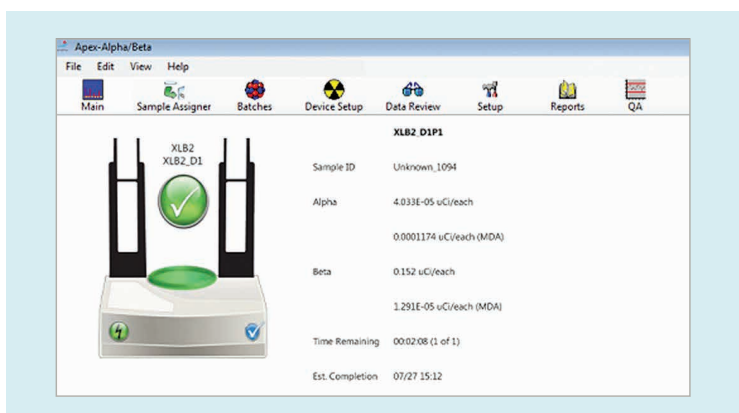 Apex-Alpha/Beta
File Edit View Help
Main Sample Assigner Batches Device Setup Data Review Setup Reports QA
XLB2
XLB2_D1
XLB2_D1P1
Sample ID Unknown_1094
Alpha 4.033E-05 uCi/each
0.0001174 uCi/each (MDA)
Beta 0.152 uCi/each
1.291E-05 uCi/each (MDA)
Time Remaining 00:02:08 (1 of 1)
Est. Completion 07/27 15:12